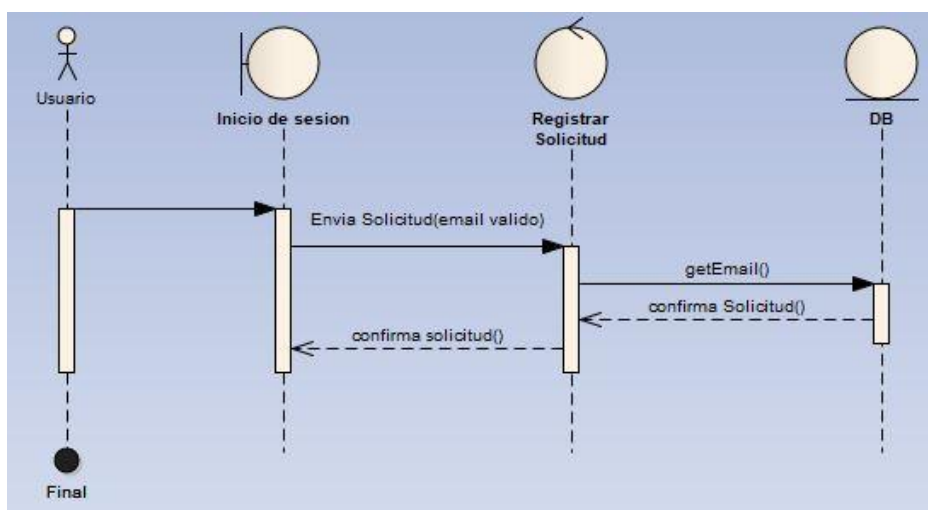 Usuario
Inicio de sesion
Registrar
Solicitud
DB
Envia Solicitud(email valido)
getEmail()
confirma Solicitud()
confirma solicitud()
Final